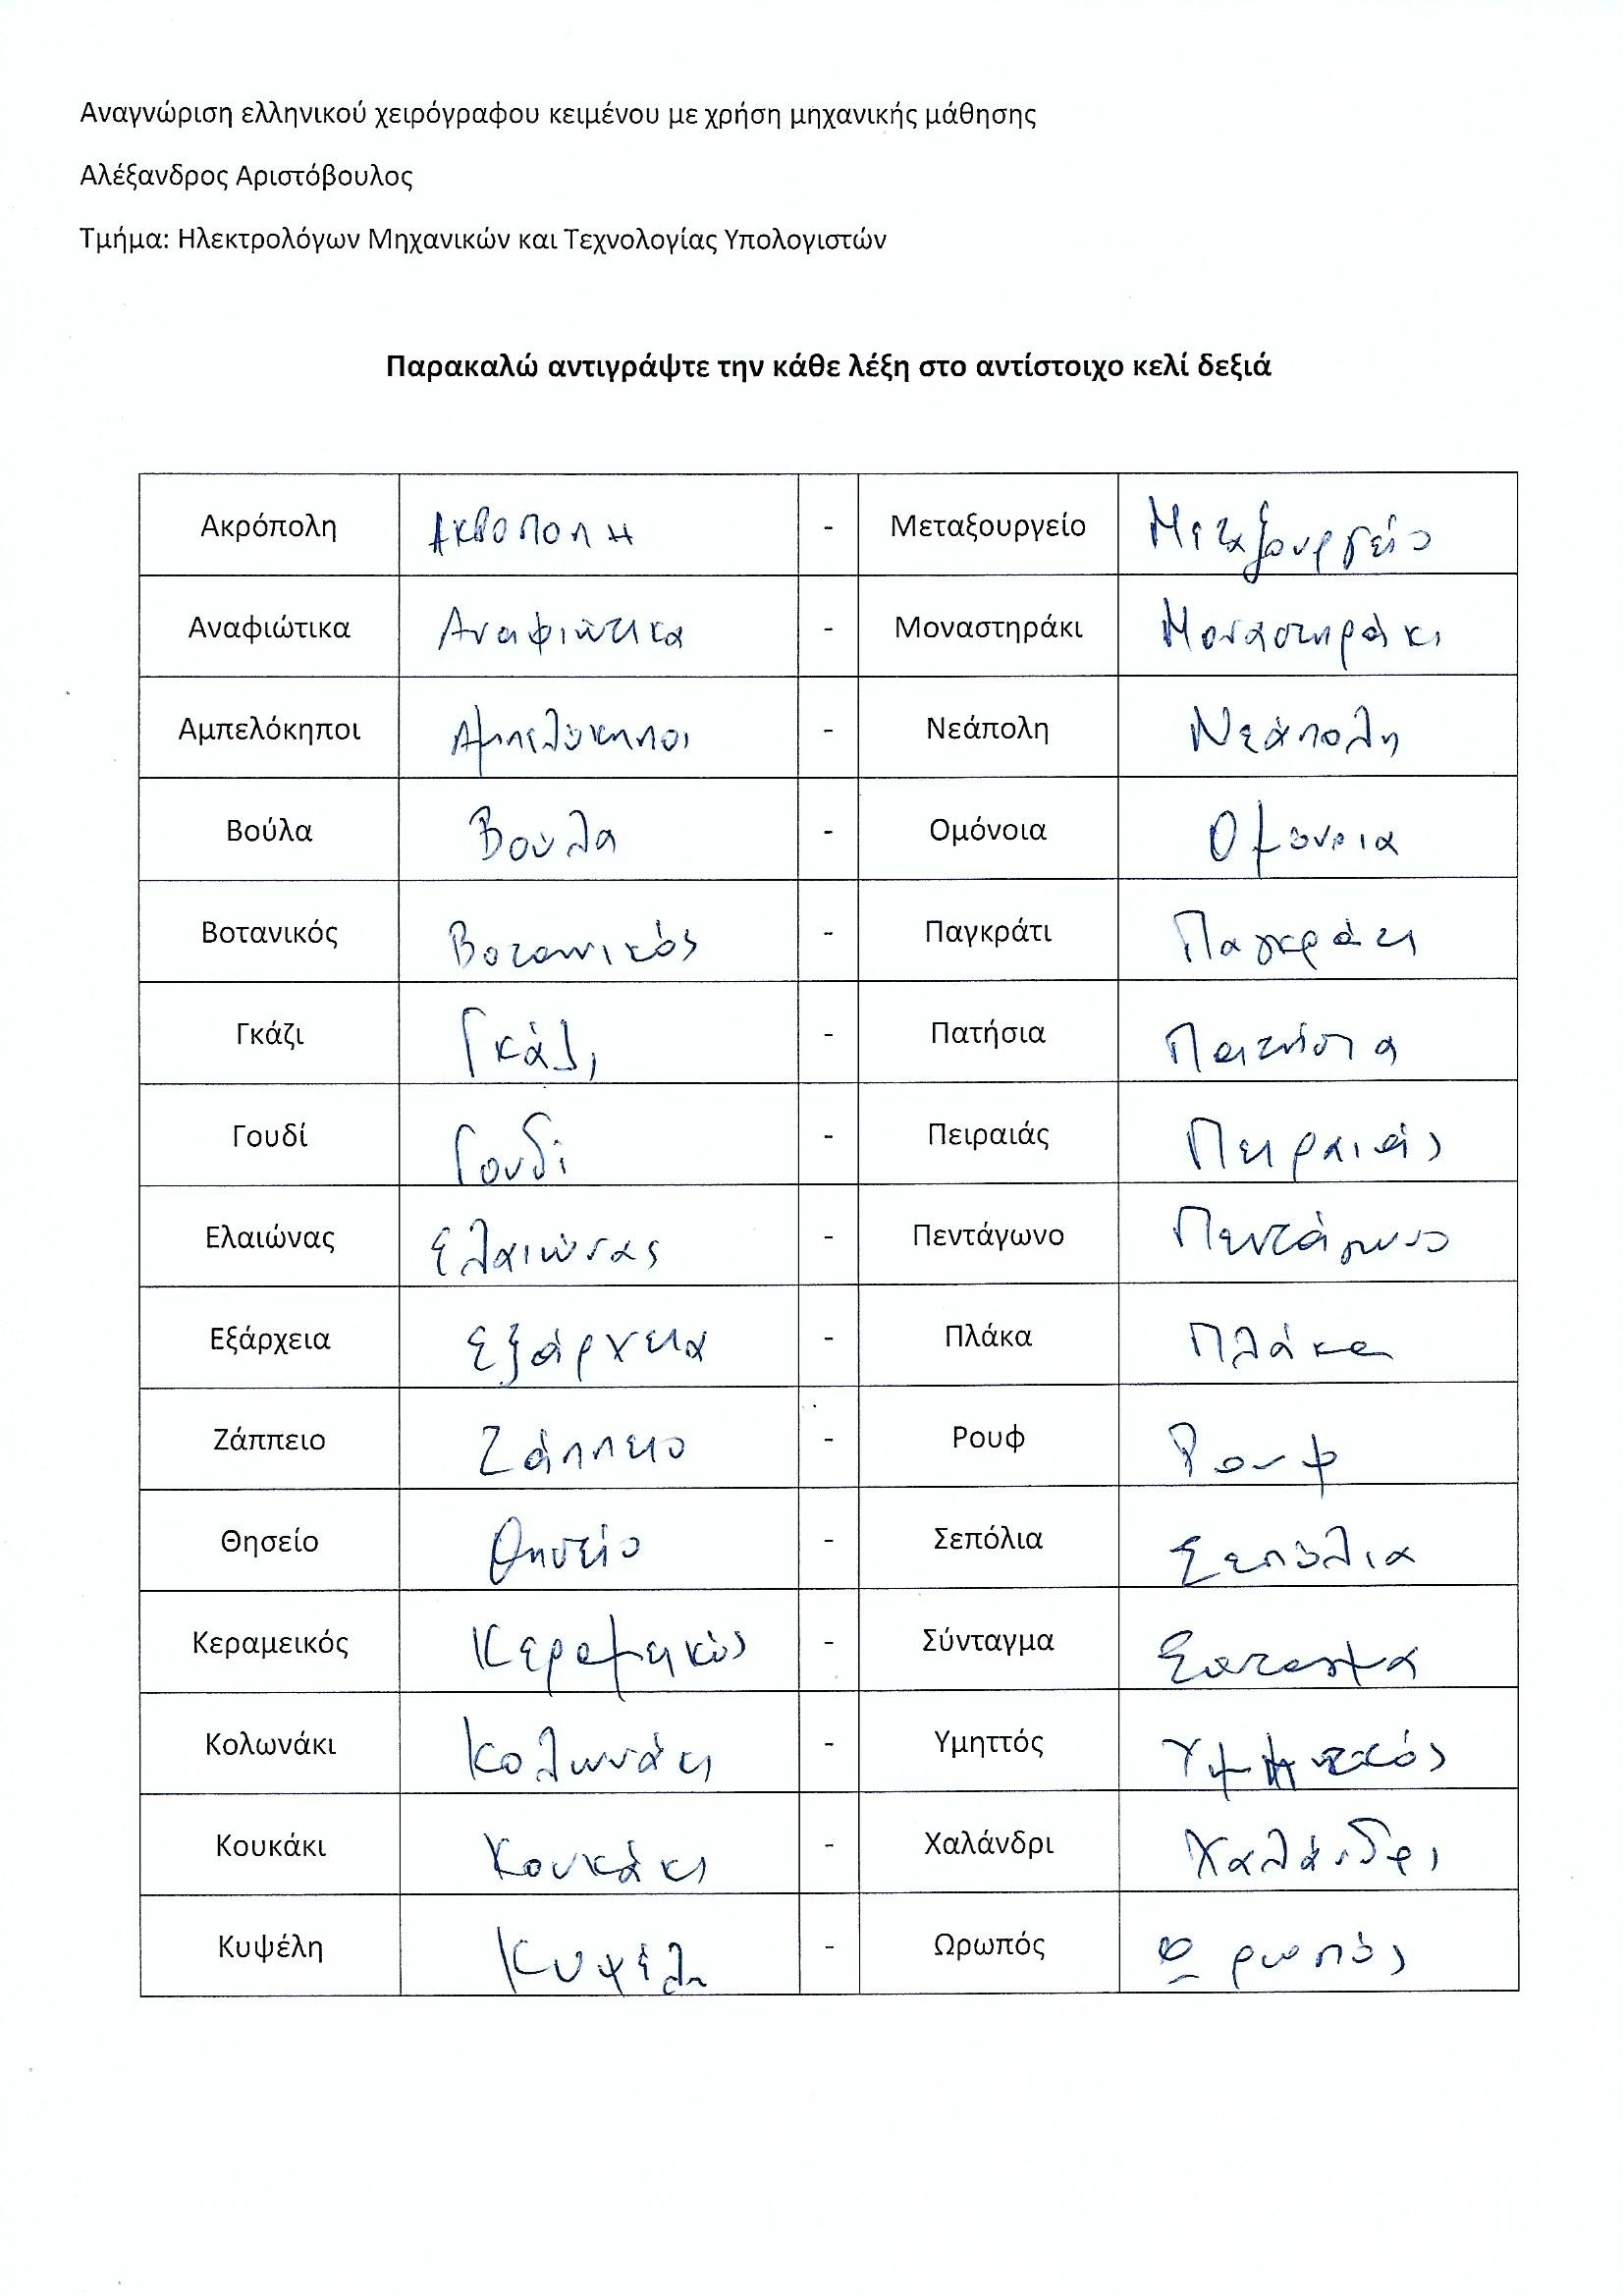 Αναγνώριση ελληνικού χειρόγραφου κειμένου με χρήση μηχανικής μάθησης
Αλέξανδρος Αριστόβουλος
Τμήμα: Ηλεκτρολόγων Μηχανικών και Τεχνολογίας Υπολογιστών
Παρακαλώ αντιγράψτε την κάθε λέξη στο αντίστοιχο κελί δεξιά
Ακρόπολη Ακροπολη - Μεταξουργείο Μεταξουργείο
Αναφιώτικα Αναφιώτικα - Μοναστηράκι Μοναστηράκι
Αμπελόκηποι Αμπελόκηποι - Νεάπολη Νεάπολη
Βούλα Βούλα - Ομόνοια Ομόνοια
Βοτανικός Βοτανικός - Παγκράτι Παγκράτι
Γκάζι Γκάζι - Πατήσια Πατήσια
Γουδί Γουδί - Πειραιάς Πειραιάς
Ελαιώνας Ελαιώνας - Πεντάγωνο Πεντάγωνο
Εξάρχεια Εξάρχεια - Πλάκα Πλάκα
Ζάππειο Ζάππειο - Ρουφ Ρουφ
Θησείο Θησείο - Σεπόλια Σεπόλια
Κεραμεικός Κεραμεικός - Σύνταγμα
Κολωνάκι Κολωνάκι - Υμηττός Υμηττός
Κουκάκι Κουκάκι - Χαλάνδρι Χαλάνδρι
Κυψέλη Κυψέλη - Ωρωπός Ωρωπός